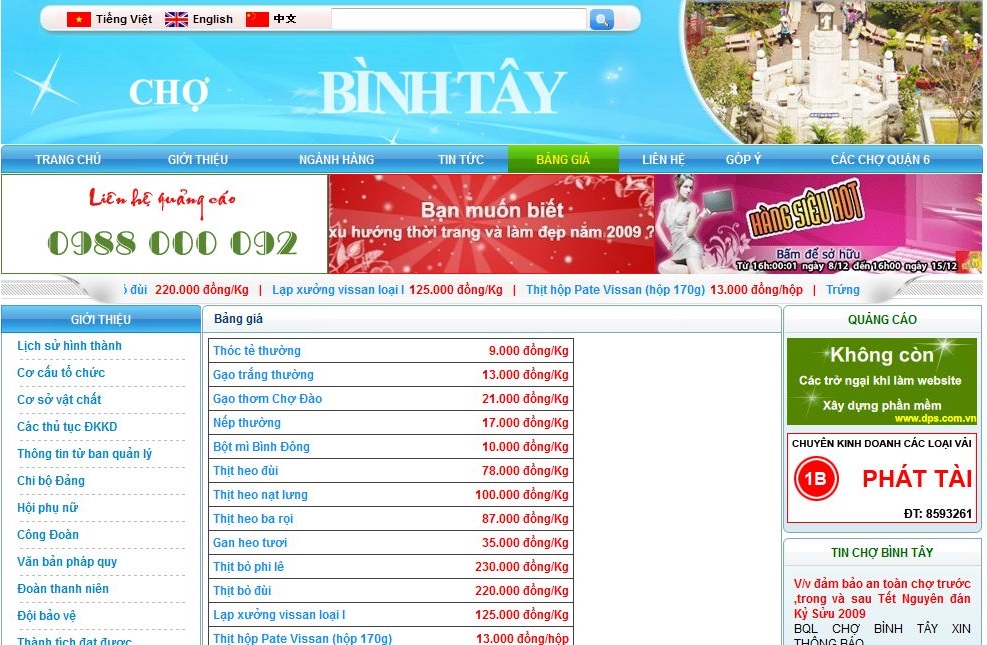 Tiếng Việt English 中文
CHỢ BÌNH TÂY
TRANG CHỦ GIỚI THIỆU NGÀNH HÀNG TIN TỨC BẢNG GIÁ LIÊN HỆ GÓP Ý CÁC CHỢ QUẬN 6
Liên hệ quảng cáo
0988 000 092
Bạn muốn biết
xu hướng thời trang và làm đẹp năm 2009 ?
HÀNG SIÊU HOT
Bấm để sở hữu
Từ 16h:00:01 ngày 8/12 đến 16h00 ngày 15/12
đùi 220.000 đồng/Kg | Lạp xưởng vissan loại I 125.000 đồng/Kg | Thịt hộp Pate Vissan (hộp 170g) 13.000 đồng/hộp | Trứng
GIỚI THIỆU
Lịch sử hình thành
Cơ cấu tổ chức
Cơ sở vật chất
Các thủ tục ĐKKD
Thông tin từ ban quản lý
Chi bộ Đảng
Hội phụ nữ
Công Đoàn
Văn bản pháp quy
Đoàn thanh niên
Đội bảo vệ
Thành tích đạt được
Bảng giá
Thóc tẻ thường 9.000 đồng/Kg
Gạo trắng thường 13.000 đồng/Kg
Gạo thơm Chợ Đào 21.000 đồng/Kg
Nếp thường 17.000 đồng/Kg
Bột mì Bình Đông 10.000 đồng/Kg
Thịt heo đùi 78.000 đồng/Kg
Thịt heo nạt lưng 100.000 đồng/Kg
Thịt heo ba rọi 87.000 đồng/Kg
Gan heo tươi 35.000 đồng/Kg
Thịt bò phi lê 230.000 đồng/Kg
Thịt bò đùi 220.000 đồng/Kg
Lạp xưởng vissan loại I 125.000 đồng/Kg
Thịt hộp Pate Vissan (hộp 170g) 13.000 đồng/hộp
QUẢNG CÁO
Không còn
Các trở ngại khi làm website
Xây dựng phần mềm
www.dps.com.vn
CHUYÊN KINH DOANH CÁC LOẠI VẢI
1B PHÁT TÀI
ĐT: 8593261
TIN CHỢ BÌNH TÂY
V/v đảm bảo an toàn chợ trước
,trong và sau Tết Nguyên đán
Kỷ Sửu 2009
BQL CHỢ BÌNH TÂY XIN
THÔNG BÁO